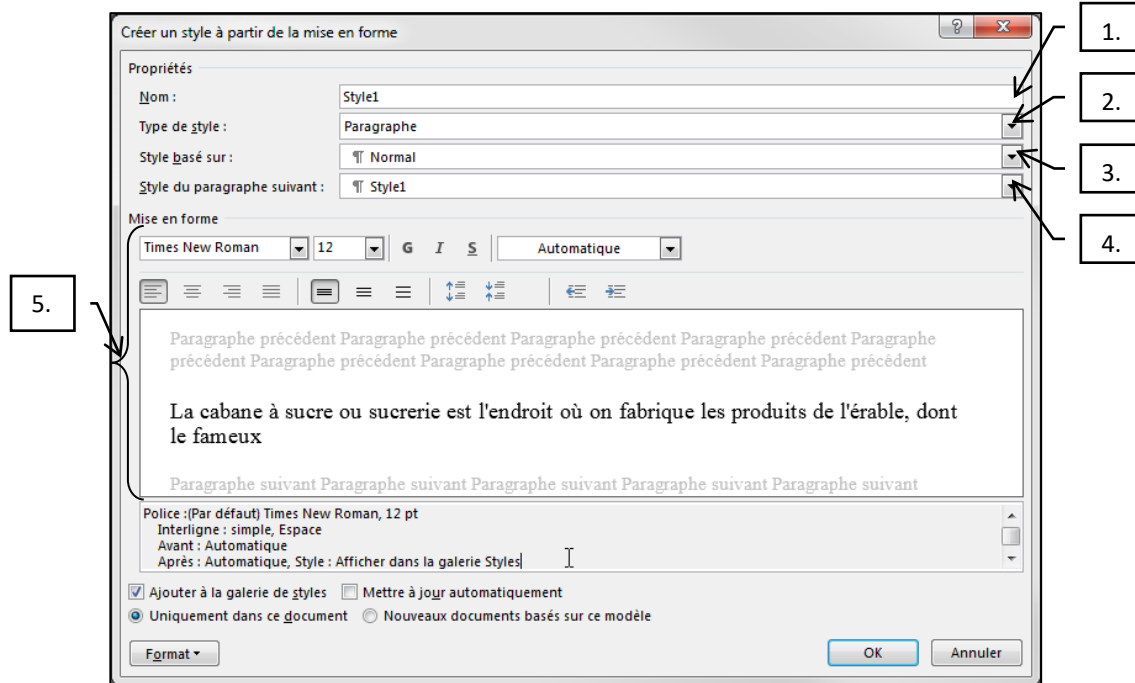 Créer un style à partir de la mise en forme
1.
Propriétés
Nom : Style1
2.
Type de style : Paragraphe
Style basé sur : ¶ Normal
3.
Style du paragraphe suivant : ¶ Style1
Mise en forme
4.
Times New Roman 12 G I S Automatique
5.
Paragraphe précédent Paragraphe précédent Paragraphe précédent Paragraphe précédent Paragraphe
précédent Paragraphe précédent Paragraphe précédent Paragraphe précédent Paragraphe précédent
La cabane à sucre ou sucrerie est l'endroit où on fabrique les produits de l'érable, dont
le fameux
Paragraphe suivant Paragraphe suivant Paragraphe suivant Paragraphe suivant Paragraphe suivant
Police :(Par défaut) Times New Roman, 12 pt
Interligne : simple, Espace
Avant : Automatique
Après : Automatique, Style : Afficher dans la galerie Styles
Ajouter à la galerie de styles Mettre à jour automatiquement
Uniquement dans ce document Nouveaux documents basés sur ce modèle
Format OK Annuler